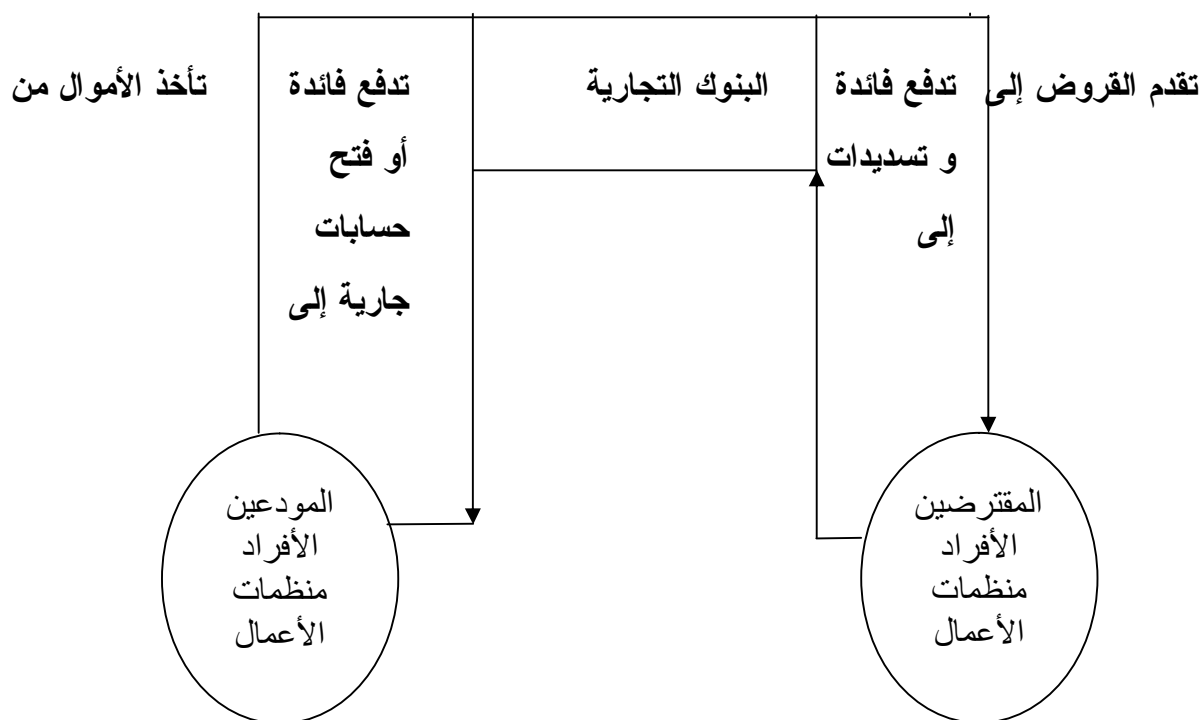 تقدم القروض إلى
تدفع فائدة
و تسديدات
إلى
البنوك التجارية
تدفع فائدة
أو فتح
حسابات
جارية إلى
تأخذ الأموال من
المقترضين
الأفراد
منظمات
الأعمال
المودعين
الأفراد
منظمات
الأعمال